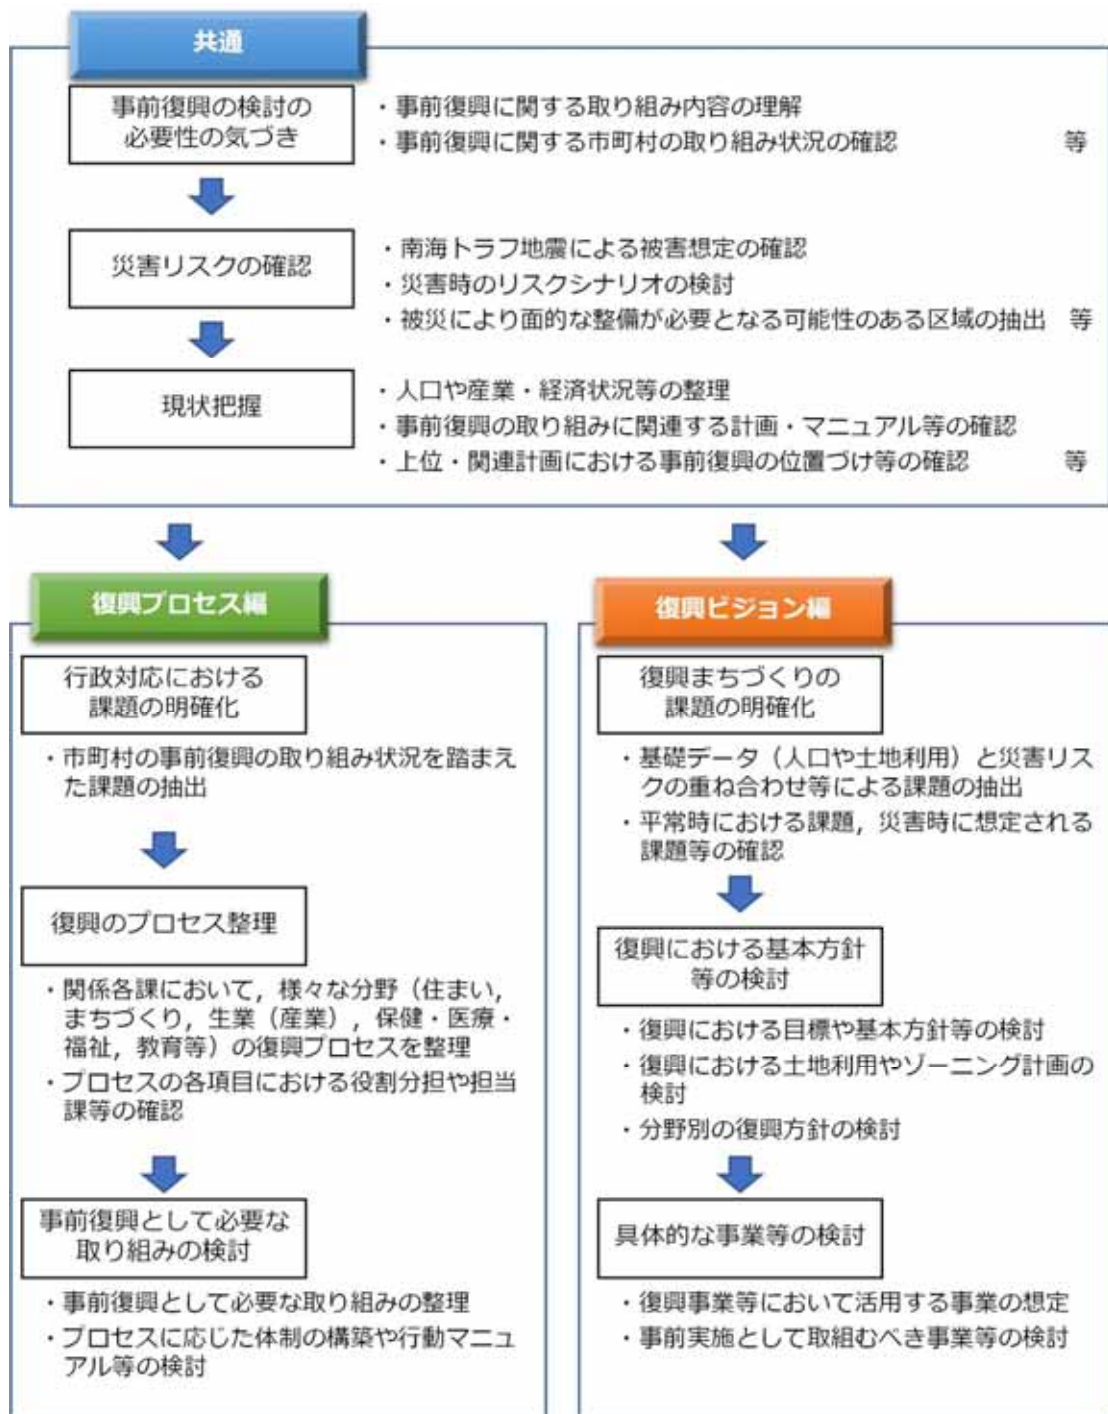 共通
事前復興の検討の
必要性の気づき
・事前復興に関する取り組み内容の理解
・事前復興に関する市町村の取り組み状況の確認 等
災害リスクの確認
・南海トラフ地震による被害想定の確認
・災害時のリスクシナリオの検討
・被災により面的な整備が必要となる可能性のある区域の抽出 等
現状把握
・人口や産業・経済状況等の整理
・事前復興の取り組みに関連する計画・マニュアル等の確認
・上位・関連計画における事前復興の位置づけ等の確認 等
復興プロセス編
行政対応における
課題の明確化
・市町村の事前復興の取り組み状況を踏まえ
た課題の抽出
復興のプロセス整理
・関係各課において，様々な分野（住まい，
まちづくり，生業（産業），保健・医療・
福祉，教育等）の復興プロセスを整理
・プロセスの各項目における役割分担や担当
課等の確認
事前復興として必要な
取り組みの検討
・事前復興として必要な取り組みの整理
・プロセスに応じた体制の構築や行動マニュ
アル等の検討
復興ビジョン編
復興まちづくりの
課題の明確化
・基礎データ（人口や土地利用）と災害リス
クの重ね合わせ等による課題の抽出
・平常時における課題，災害時に想定される
課題等の確認
復興における基本方針
等の検討
・復興における目標や基本方針等の検討
・復興における土地利用やゾーニング計画の
検討
・分野別の復興方針の検討
具体的な事業等の検討
・復興事業等において活用する事業の想定
・事前実施として取組むべき事業等の検討